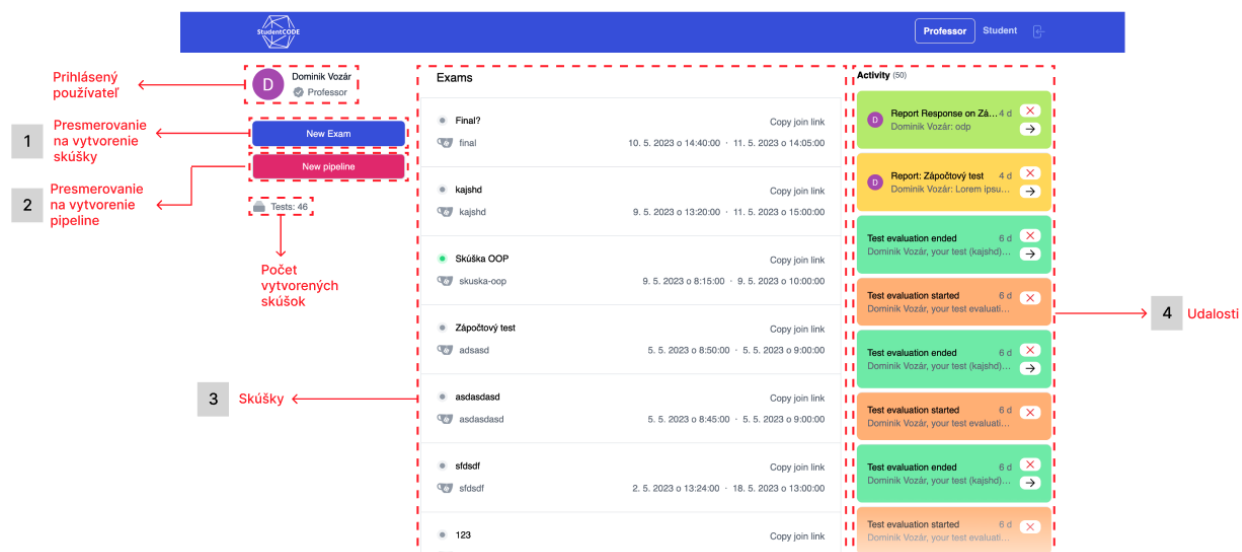 StudentCODE
Professor
Student
Prihlásený
používateľ
D
Dominik Vozár
Professor
1
Presmerovanie
na vytvorenie
skúšky
New Exam
2
Presmerovanie
na vytvorenie
pipeline
New pipeline
Tests: 46
Počet
vytvorených
skúšok
3
Skúšky
Exams
Final?
Copy join link
final
10. 5. 2023 o 14:40:00 · 11. 5. 2023 o 14:05:00
kajshd
Copy join link
kajshd
9. 5. 2023 o 13:20:00 · 11. 5. 2023 o 15:00:00
Skúška OOP
Copy join link
skuska-oop
9. 5. 2023 o 8:15:00 · 9. 5. 2023 o 10:00:00
Zápočtový test
Copy join link
adsasd
5. 5. 2023 o 8:50:00 · 5. 5. 2023 o 9:00:00
asdasdasd
Copy join link
asdasdasd
5. 5. 2023 o 8:45:00 · 5. 5. 2023 o 9:00:00
sfdsdf
Copy join link
sfdsdf
2. 5. 2023 o 13:24:00 · 18. 5. 2023 o 13:00:00
123
Copy join link
Activity (50)
D
Report Response on Zá... 4 d
Dominik Vozár: odp
D
Report: Zápočtový test 4 d
Dominik Vozár: Lorem ipsu...
Test evaluation ended 6 d
Dominik Vozár, your test (kajshd)...
Test evaluation started 6 d
Dominik Vozár, your test evaluati...
Test evaluation ended 6 d
Dominik Vozár, your test (kajshd)...
Test evaluation started 6 d
Dominik Vozár, your test evaluati...
Test evaluation ended 6 d
Dominik Vozár, your test (kajshd)...
Test evaluation started 6 d
Dominik Vozár, your test evaluati...
4
Udalosti